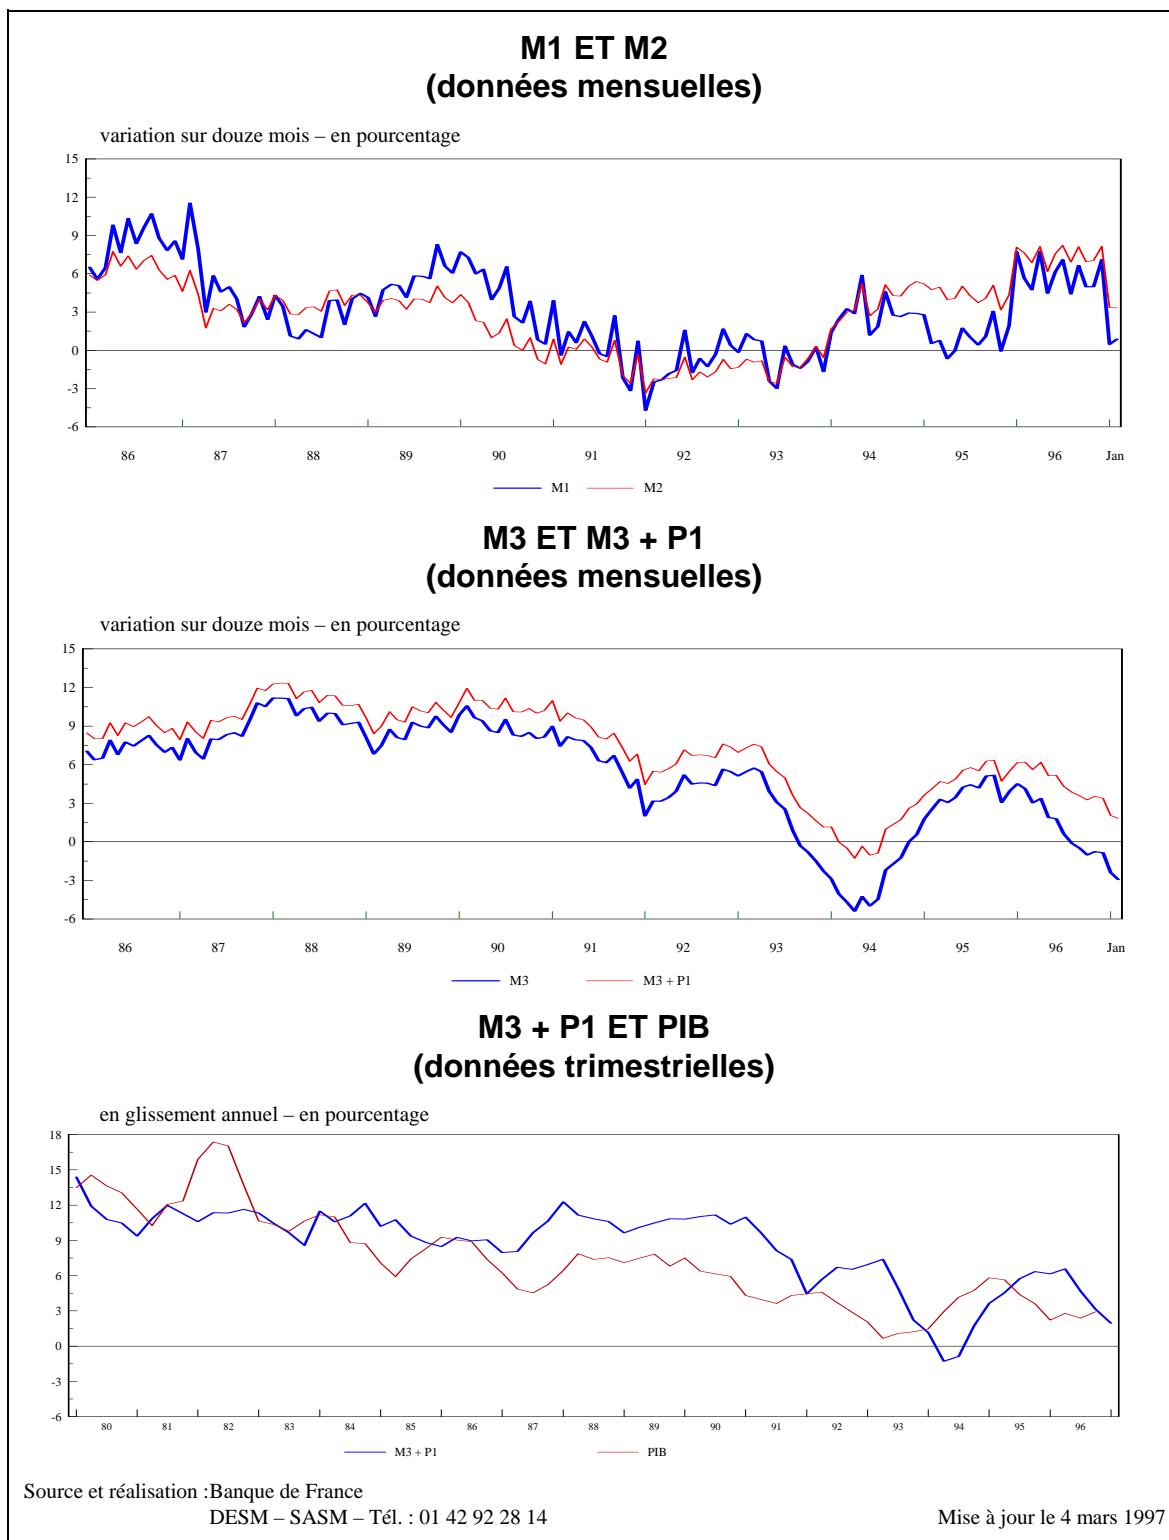 M1 ET M2
(données mensuelles)
variation sur douze mois – en pourcentage
15
12
9
6
3
0
-3
-6
86 87 88 89 90 91 92 93 94 95 96 Jan
M1 M2
M3 ET M3 + P1
(données mensuelles)
variation sur douze mois – en pourcentage
15
12
9
6
3
0
-3
-6
86 87 88 89 90 91 92 93 94 95 96 Jan
M3 M3 + P1
M3 + P1 ET PIB
(données trimestrielles)
en glissement annuel – en pourcentage
18
15
12
9
6
3
0
-3
-6
80 81 82 83 84 85 86 87 88 89 90 91 92 93 94 95 96
M3 + P1 PIB
Source et réalisation :Banque de France
DESM – SASM – Tél. : 01 42 92 28 14 Mise à jour le 4 mars 1997